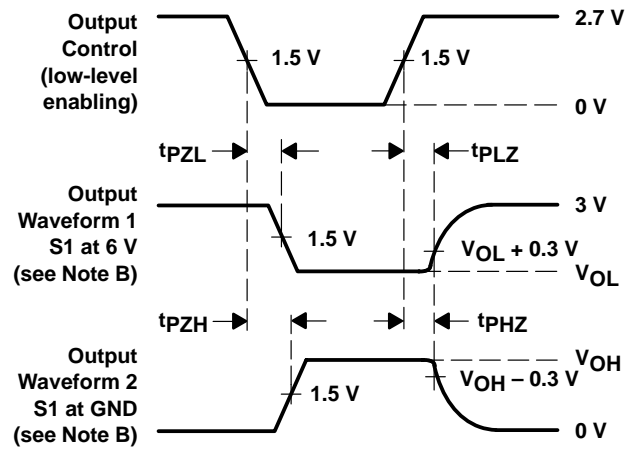 Output
Control
(low-level
enabling)
2.7 V
1.5 V
1.5 V
0 V
tPZL
tPLZ
Output
Waveform 1
S1 at 6 V
(see Note B)
3 V
1.5 V
VOL + 0.3 V
VOL
tPZH
tPHZ
Output
Waveform 2
S1 at GND
(see Note B)
VOH
1.5 V
VOH – 0.3 V
0 V